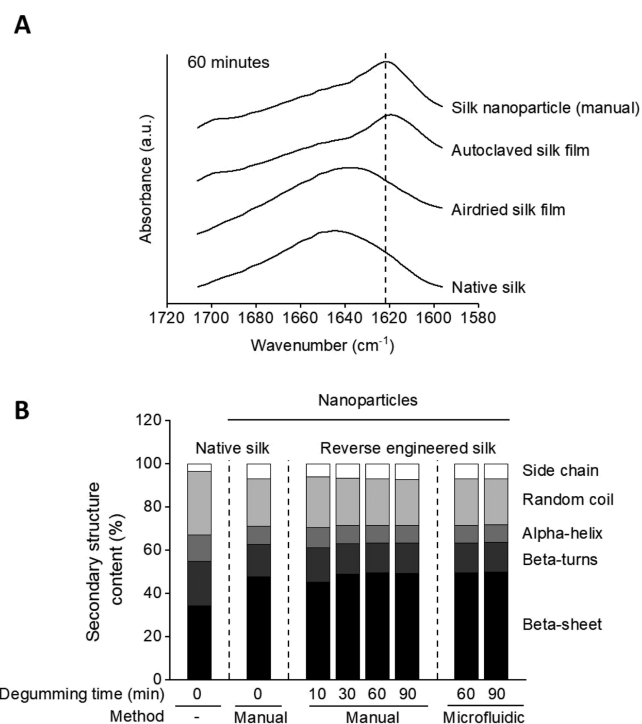 A
60 minutes
Absorbance (a.u.)
Silk nanoparticle (manual)
Autoclaved silk film
Airdried silk film
Native silk
1720 1700 1680 1660 1640 1620 1600 1580
Wavenumber (cm-1)
B
Nanoparticles
Native silk Reverse engineered silk
Secondary structure
content (%)
120
100
80
60
40
20
0
Side chain
Random coil
Alpha-helix
Beta-turns
Beta-sheet
Degumming time (min) 0 0 10 30 60 90 60 90
Method - Manual Manual Microfluidic